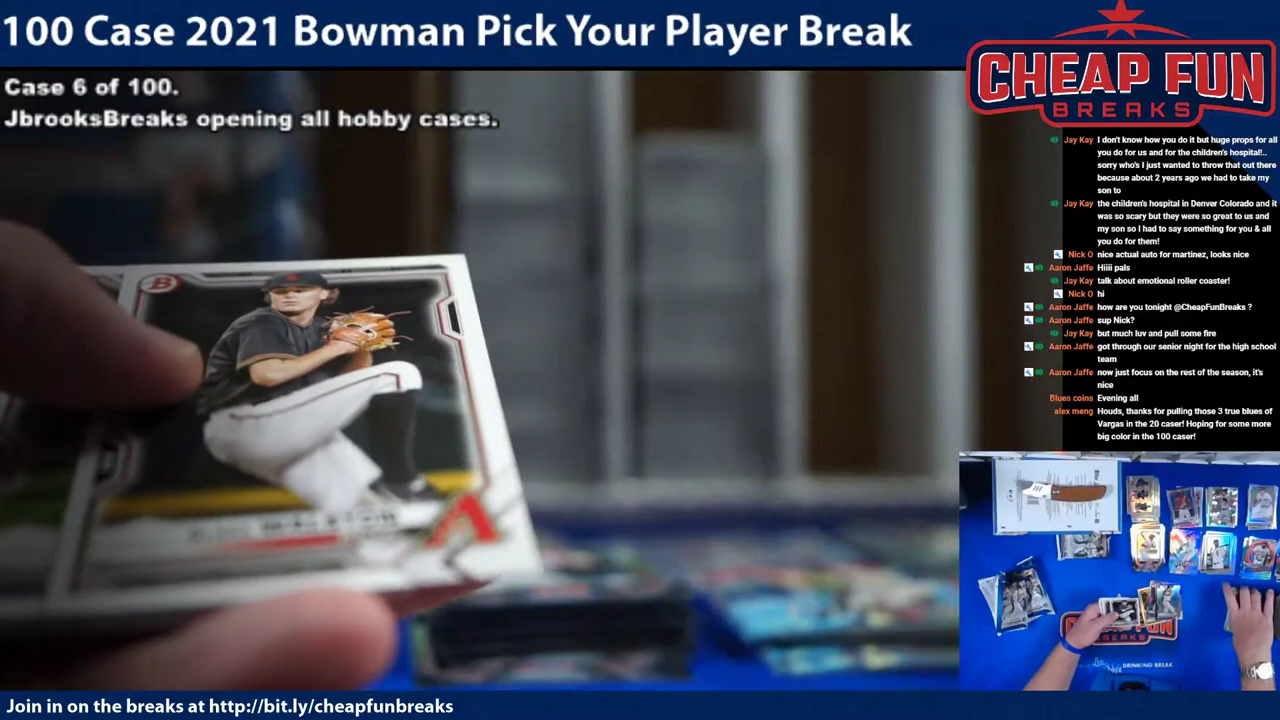 100 Case 2021 Bowman Pick Your Player Break
Case 6 of 100.
JbrooksBreaks opening all hobby cases.
CHEAP FUN
BREAKS
Jay Kay I don't know how you do it but huge props for all
you do for us and for the children's hospital!..
sorry who's I just wanted to throw that out there
because about 2 years ago we had to take my
son to
Jay Kay the children's hospital in Denver Colorado and it
was so scary but they were so great to us and
my son so I had to say something for you & all
you do for them!
Nick O nice actual auto for martinez, looks nice
Aaron Jaffe Hiiii pals
Jay Kay talk about emotional roller coaster!
Nick O hi
Aaron Jaffe how are you tonight @CheapFunBreaks ?
Aaron Jaffe sup Nick?
Jay Kay but much luv and pull some fire
Aaron Jaffe got through our senior night for the high school
team
Aaron Jaffe now just focus on the rest of the season, it's
nice
Blues coins Evening all
alex meng Houds, thanks for pulling those 3 true blues of
Vargas in the 20 caser! Hoping for some more
big color in the 100 caser!
B
A
CHEAP FUN
BREAKS
DRINKING BREAK
Join in on the breaks at http://bit.ly/cheapfunbreaks